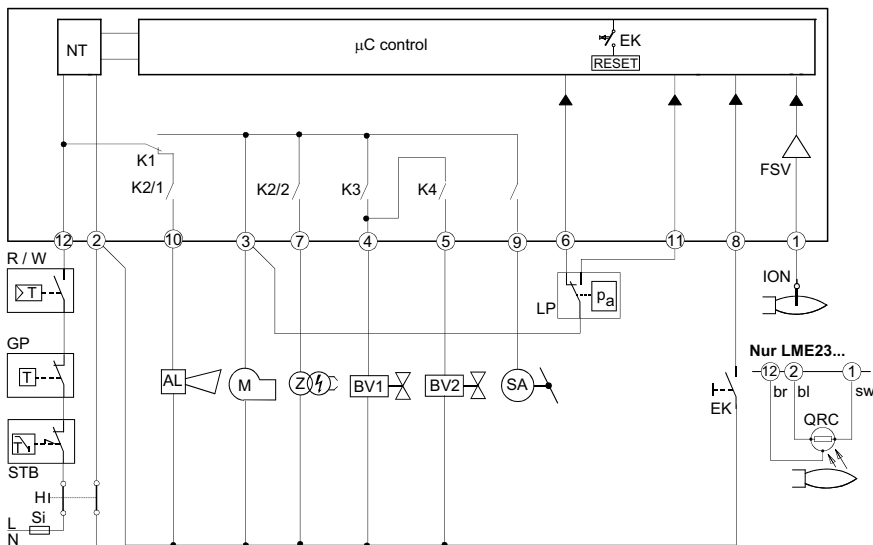 NT
µC control
EK
RESET
FSV
K1
K2/1
K2/2
K3
K4
12
2
10
3
7
4
5
9
6
11
8
1
R / W
T
LP
pa
ION
GP
T
AL
M
Z
BV1
BV2
SA
EK
Nur LME23...
12
2
1
br
bl
sw
QRC
STB
T
H
Si
L
N